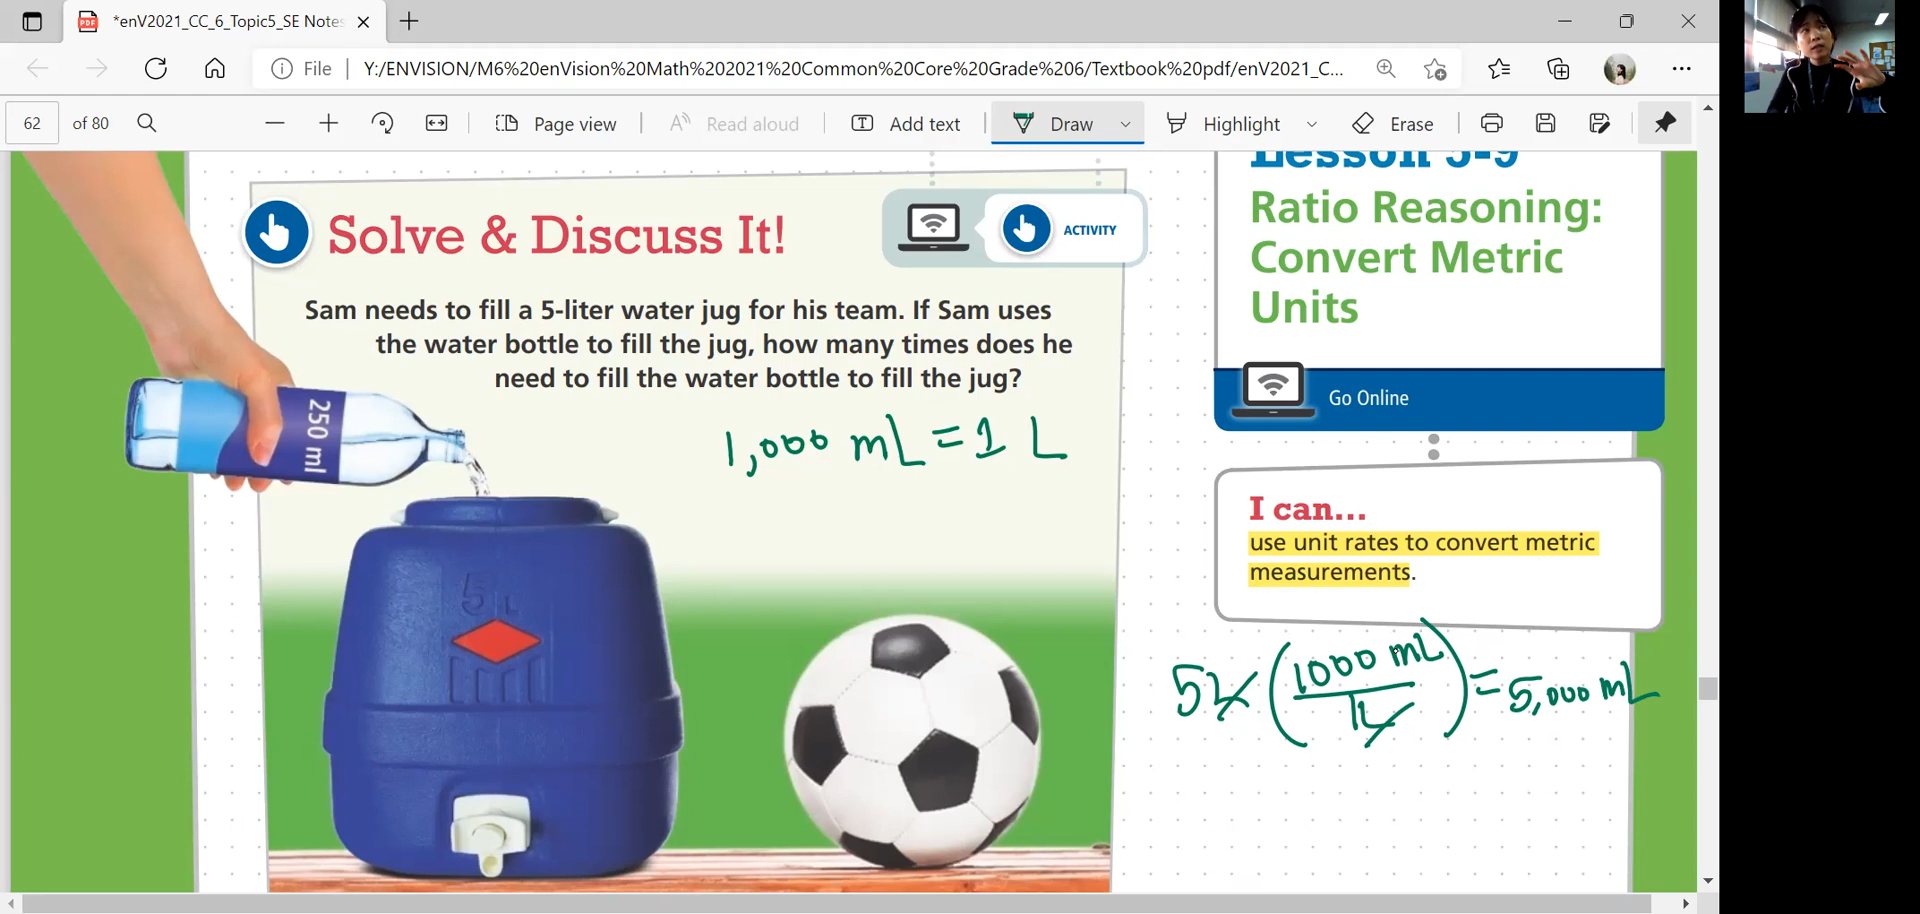 *enV2021_CC_6_Topic5_SE Notes
File
Y:/ENVISION/M6%20enVision%20Math%202021%20Common%20Core%20Grade%206/Textbook%20pdf/enV2021_C...
62 of 80
Page view
Read aloud
Add text
Draw
Highlight
Erase
Solve & Discuss It!
ACTIVITY
Sam needs to fill a 5-liter water jug for his team. If Sam uses
the water bottle to fill the jug, how many times does he
need to fill the water bottle to fill the jug?
1,000 mL = 1 L
250 ml
5 L
Lesson 5-9
Ratio Reasoning:
Convert Metric
Units
Go Online
I can...
use unit rates to convert metric
measurements.
5L (1000 mL / 1L) = 5,000 mL